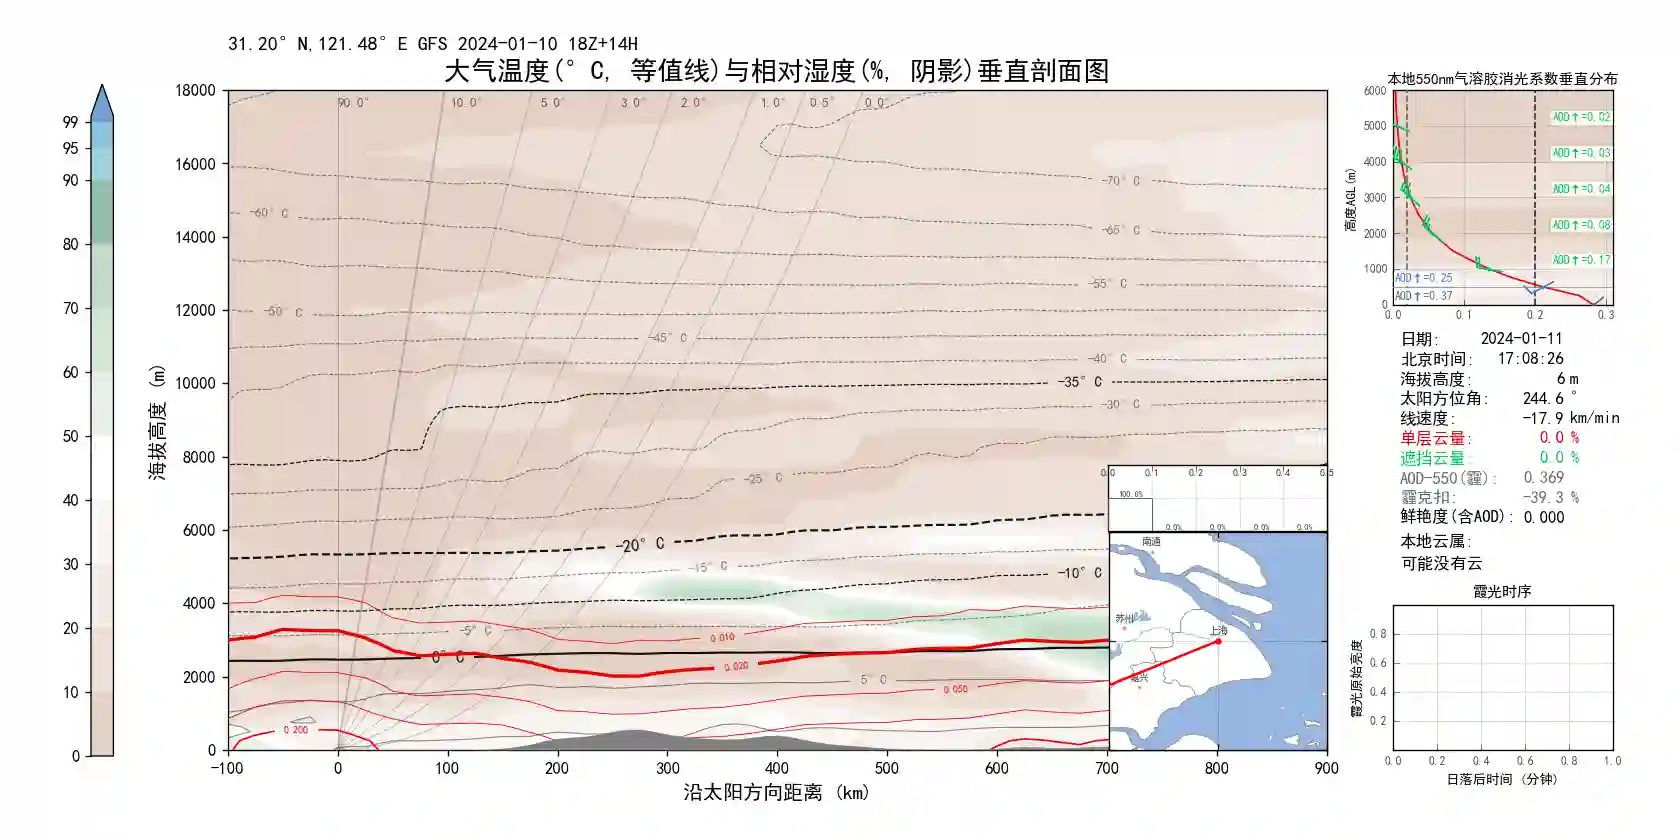 31.20° N,121.48° E GFS 2024-01-10 18Z+14H
大气温度(° C, 等值线)与相对湿度(%, 阴影)垂直剖面图
99
95
90
80
70
60
50
40
30
20
10
0
海拔高度 (m)
18000
16000
14000
12000
10000
8000
6000
4000
2000
0
90.0°
10.0°
5.0°
3.0°
2.0°
1.0°
0.5°
0.0°
-70° C
-60° C
-65° C
-55° C
-50° C
-45° C
-40° C
-35° C
-30° C
-25° C
-20° C
-15° C
-10° C
-5° C
0° C
5° C
0.010
0.020
0.050
0.200
-100
0
100
200
300
400
500
600
700
800
900
沿太阳方向距离 (km)
0.0
0.1
0.2
0.3
0.4
0.5
100.0%
0.0%
0.0%
0.0%
0.0%
南通
苏州
上海
嘉兴
本地550nm气溶胶消光系数垂直分布
高度AGL(m)
6000
5000
4000
3000
2000
1000
0
AOD↑=0.02
AOD↑=0.03
AOD↑=0.04
AOD↑=0.08
AOD↑=0.17
AOD↑=0.25
AOD↑=0.37
0.0
0.1
0.2
0.3
日期: 2024-01-11
北京时间: 17:08:26
海拔高度: 6 m
太阳方位角: 244.6 °
线速度: -17.9 km/min
单层云量: 0.0 %
遮挡云量: 0.0 %
AOD-550(霾): 0.369
霾克扣: -39.3 %
鲜艳度(含AOD): 0.000
本地云属:
可能没有云
霞光时序
霞光原始亮度
0.8
0.6
0.4
0.2
0.0
0.2
0.4
0.6
0.8
1.0
日落后时间 (分钟)